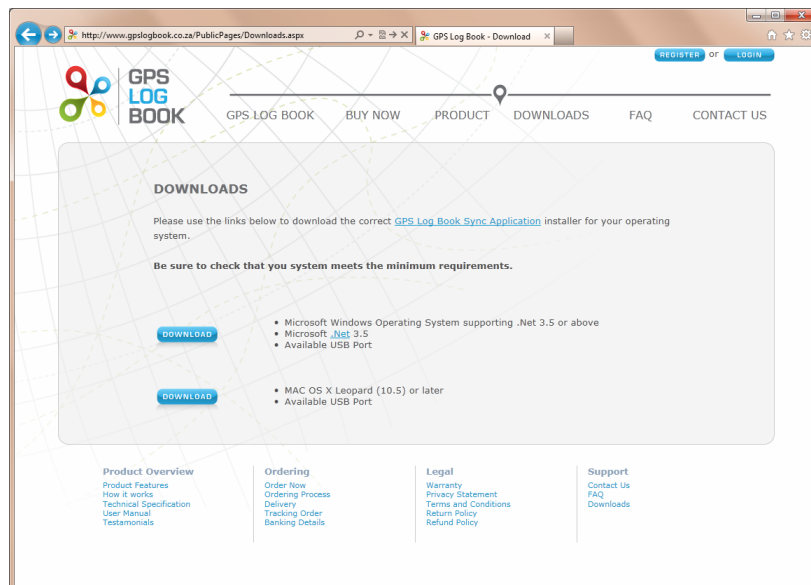 http://www.gpslogbook.co.za/PublicPages/Downloads.aspx
GPS Log Book - Download
REGISTER or LOGIN
GPS
LOG
BOOK
GPS LOG BOOK BUY NOW PRODUCT DOWNLOADS FAQ CONTACT US
DOWNLOADS
Please use the links below to download the correct GPS Log Book Sync Application installer for your operating
system.
Be sure to check that you system meets the minimum requirements.
DOWNLOAD
• Microsoft Windows Operating System supporting .Net 3.5 or above
• Microsoft .Net 3.5
• Available USB Port
DOWNLOAD
• MAC OS X Leopard (10.5) or later
• Available USB Port
Product Overview
Product Features
How it works
Technical Specification
User Manual
Testamonials
Ordering
Order Now
Ordering Process
Delivery
Tracking Order
Banking Details
Legal
Warranty
Privacy Statement
Terms and Conditions
Return Policy
Refund Policy
Support
Contact Us
FAQ
Downloads